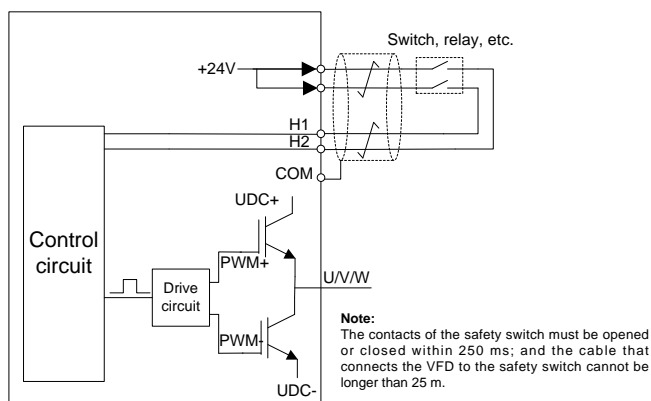 Switch, relay, etc.
+24V
H1
H2
COM
UDC+
Control
circuit
PWM+
Drive
circuit
U/V/W
PWM-
UDC-
Note:
The contacts of the safety switch must be opened
or closed within 250 ms; and the cable that
connects the VFD to the safety switch cannot be
longer than 25 m.